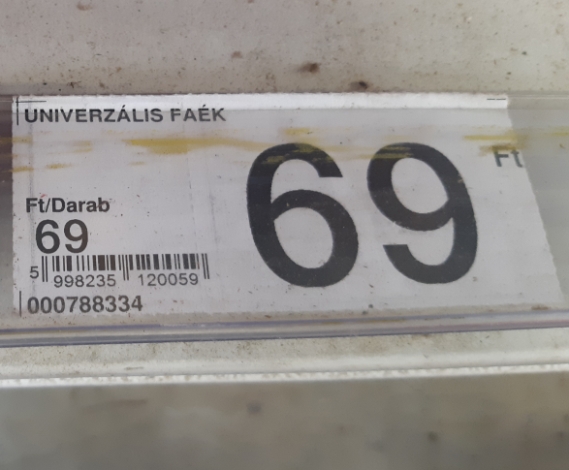 UNIVERZÁLIS FAÉK
69 Ft
Ft/Darab
69
5 998235 120059
000788334